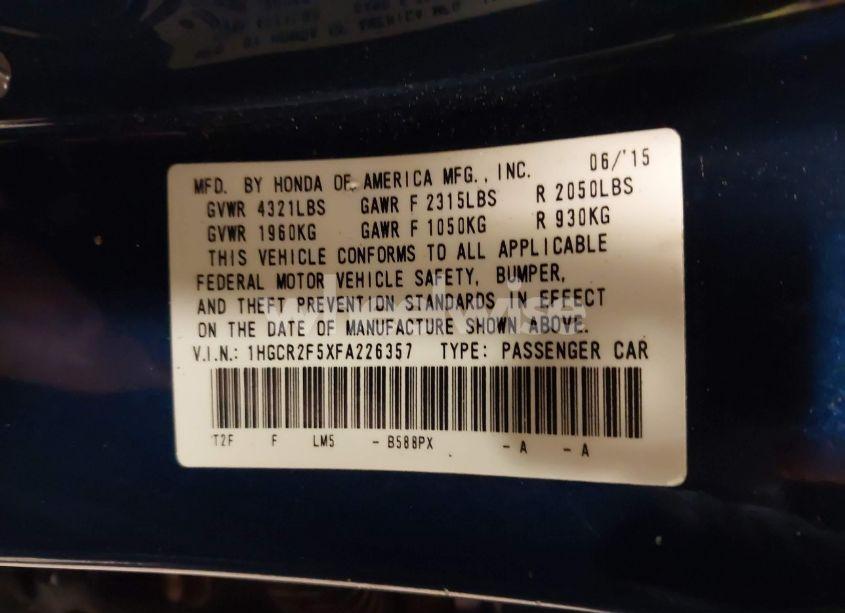 MFD. BY HONDA OF AMERICA MFG., INC. 06/'15
GVWR 4321LBS GAWR F 2315LBS R 2050LBS
GVWR 1960KG GAWR F 1050KG R 930KG
THIS VEHICLE CONFORMS TO ALL APPLICABLE
FEDERAL MOTOR VEHICLE SAFETY, BUMPER,
AND THEFT PREVENTION STANDARDS IN EFFECT
ON THE DATE OF MANUFACTURE SHOWN ABOVE.
V.I.N.: 1HGCR2F5XFA226357 TYPE: PASSENGER CAR
T2F F LM5 - B588PX - A - A